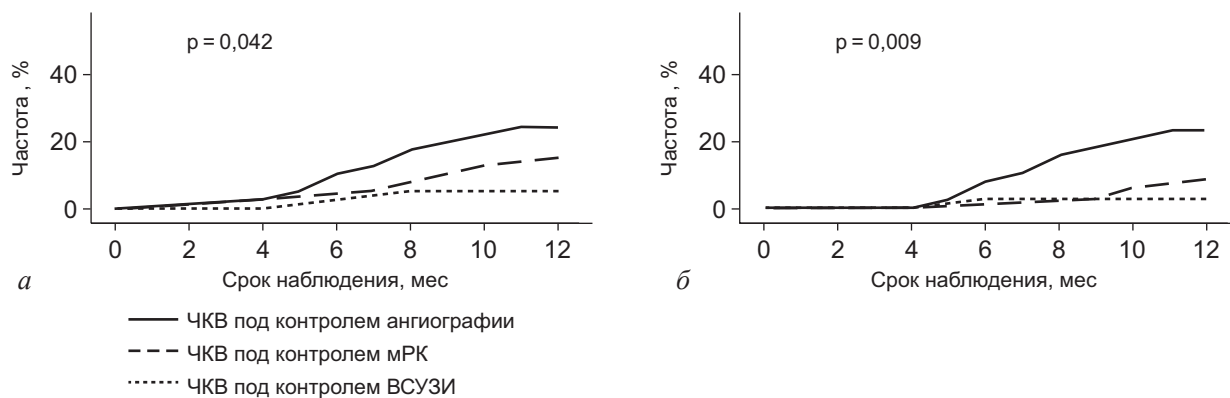 p = 0,042
Частота , %
40
20
0
0 2 4 6 8 10 12
Срок наблюдения, мес
а
p = 0,009
Частота , %
40
20
0
0 2 4 6 8 10 12
Срок наблюдения, мес
б
ЧКВ под контролем ангиографии
ЧКВ под контролем мРК
ЧКВ под контролем ВСУЗИ